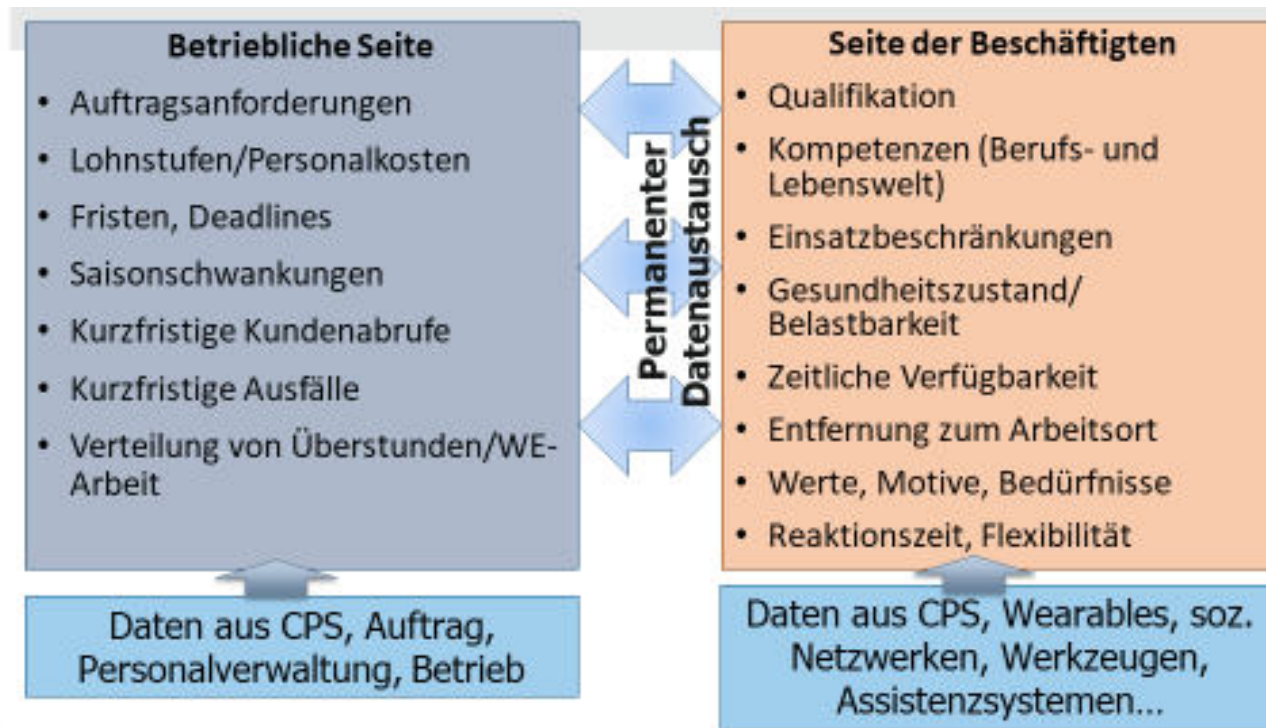 Betriebliche Seite
• Auftragsanforderungen
• Lohnstufen/Personalkosten
• Fristen, Deadlines
• Saisonschwankungen
• Kurzfristige Kundenabrufe
• Kurzfristige Ausfälle
• Verteilung von Überstunden/WE-
Arbeit
Permanenter
Datenaustausch
Seite der Beschäftigten
• Qualifikation
• Kompetenzen (Berufs- und
Lebenswelt)
• Einsatzbeschränkungen
• Gesundheitszustand/
Belastbarkeit
• Zeitliche Verfügbarkeit
• Entfernung zum Arbeitsort
• Werte, Motive, Bedürfnisse
• Reaktionszeit, Flexibilität
Daten aus CPS, Auftrag,
Personalverwaltung, Betrieb
Daten aus CPS, Wearables, soz.
Netzwerken, Werkzeugen,
Assistenzsystemen...